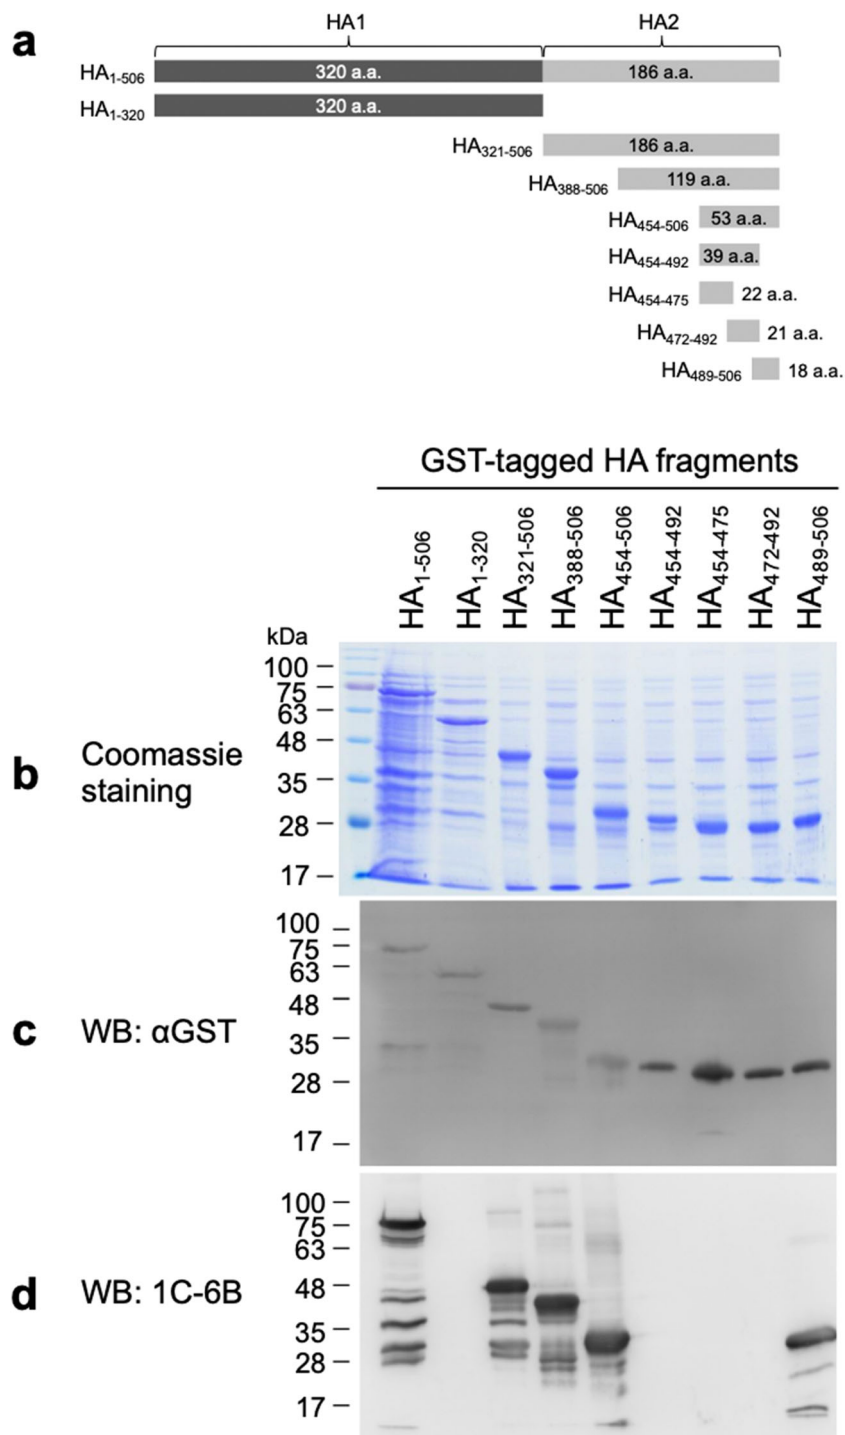 a
HA1 HA2
HA1-506 320 a.a. 186 a.a.
HA1-320 320 a.a.
HA321-506 186 a.a.
HA388-506 119 a.a.
HA454-506 53 a.a.
HA454-492 39 a.a.
HA454-475 22 a.a.
HA472-492 21 a.a.
HA489-506 18 a.a.
GST-tagged HA fragments
HA1-506
HA1-320
HA321-506
HA388-506
HA454-506
HA454-492
HA454-475
HA472-492
HA489-506
b
Coomassie
staining
kDa
100
75
63
48
35
28
17
c
WB: αGST
100
75
63
48
35
28
17
d
WB: 1C-6B
100
75
63
48
35
28
17